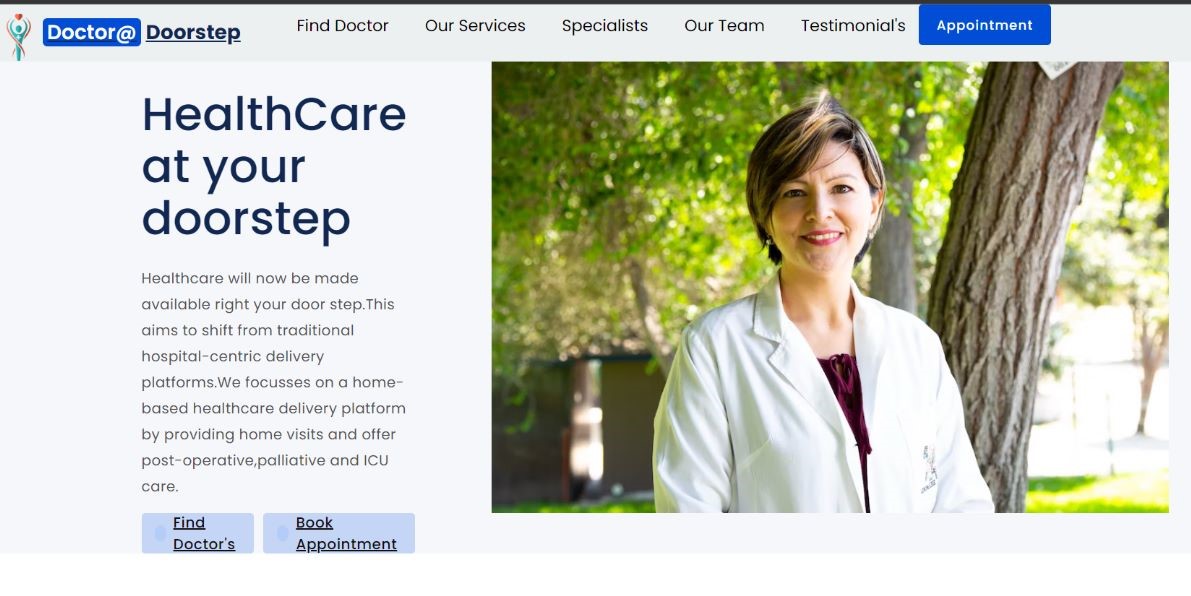 Doctor@ Doorstep
Find Doctor
Our Services
Specialists
Our Team
Testimonial's
Appointment
HealthCare
at your
doorstep
Healthcare will now be made
available right your door step.This
aims to shift from traditional
hospital-centric delivery
platforms.We focusses on a home-
based healthcare delivery platform
by providing home visits and offer
post-operative,palliative and ICU
care.
Find
Doctor's
Book
Appointment